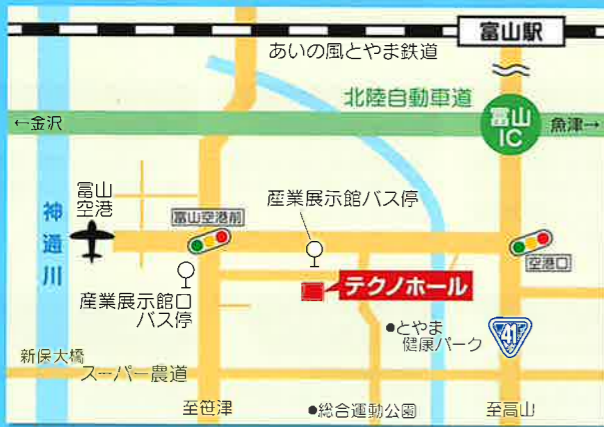 富山駅
あいの風とやま鉄道
北陸自動車道
←金沢
富山
IC
魚津→
富山
空港
神通川
富山空港前
産業展示館バス停
空港口
産業展示館口
バス停
テクノホール
●とやま
健康パーク
41
新保大橋
スーパー農道
至笹津
●総合運動公園
至高山